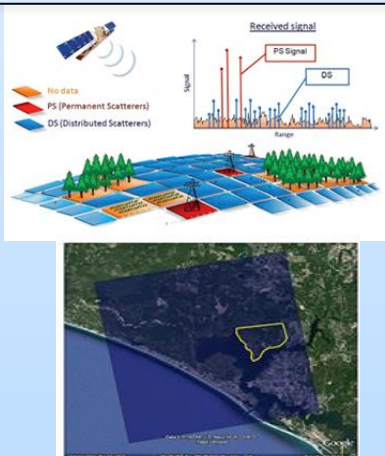 Received signal
PS Signal
DS
Signal
Range
No data
PS (Permanent Scatterers)
DS (Distributed Scatterers)
Google